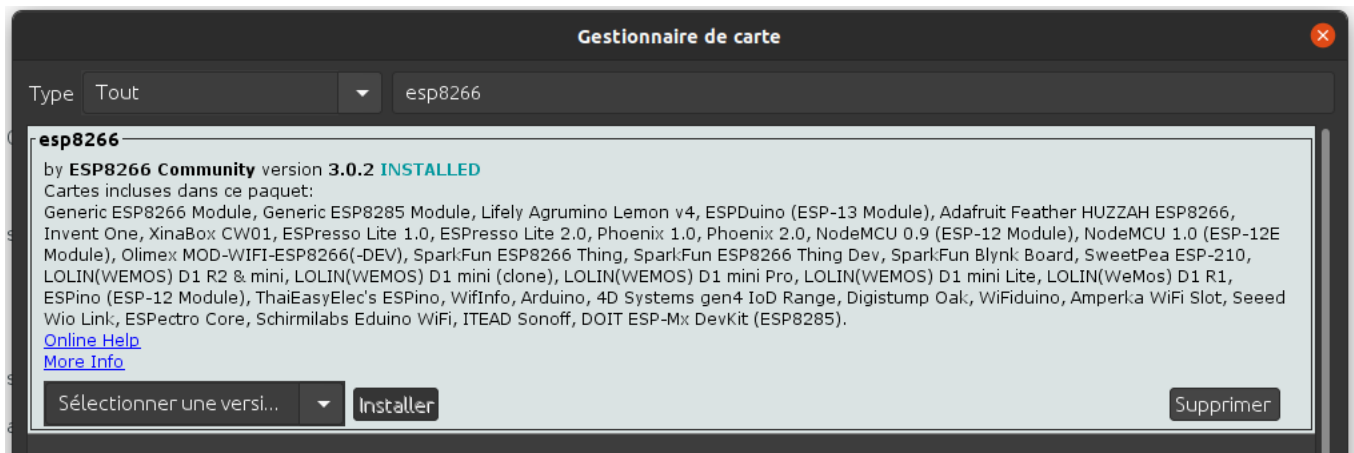 Gestionnaire de carte
Type Tout esp8266
esp8266
by ESP8266 Community version 3.0.2 INSTALLED
Cartes incluses dans ce paquet:
Generic ESP8266 Module, Generic ESP8285 Module, Lifely Agrumino Lemon v4, ESPDuino (ESP-13 Module), Adafruit Feather HUZZAH ESP8266,
Invent One, XinaBox CW01, ESPresso Lite 1.0, ESPresso Lite 2.0, Phoenix 1.0, Phoenix 2.0, NodeMCU 0.9 (ESP-12 Module), NodeMCU 1.0 (ESP-12E
Module), Olimex MOD-WIFI-ESP8266(-DEV), SparkFun ESP8266 Thing, SparkFun ESP8266 Thing Dev, SparkFun Blynk Board, SweetPea ESP-210,
LOLIN(WEMOS) D1 R2 & mini, LOLIN(WEMOS) D1 mini (clone), LOLIN(WEMOS) D1 mini Pro, LOLIN(WEMOS) D1 mini Lite, LOLIN(WeMos) D1 R1,
ESPino (ESP-12 Module), ThaiEasyElec's ESPino, WifInfo, Arduino, 4D Systems gen4 IoD Range, Digistump Oak, WiFiduino, Amperka WiFi Slot, Seeed
Wio Link, ESPectro Core, Schirmilabs Eduino WiFi, ITEAD Sonoff, DOIT ESP-Mx DevKit (ESP8285).
Online Help
More Info
Sélectionner une versi... Installer Supprimer